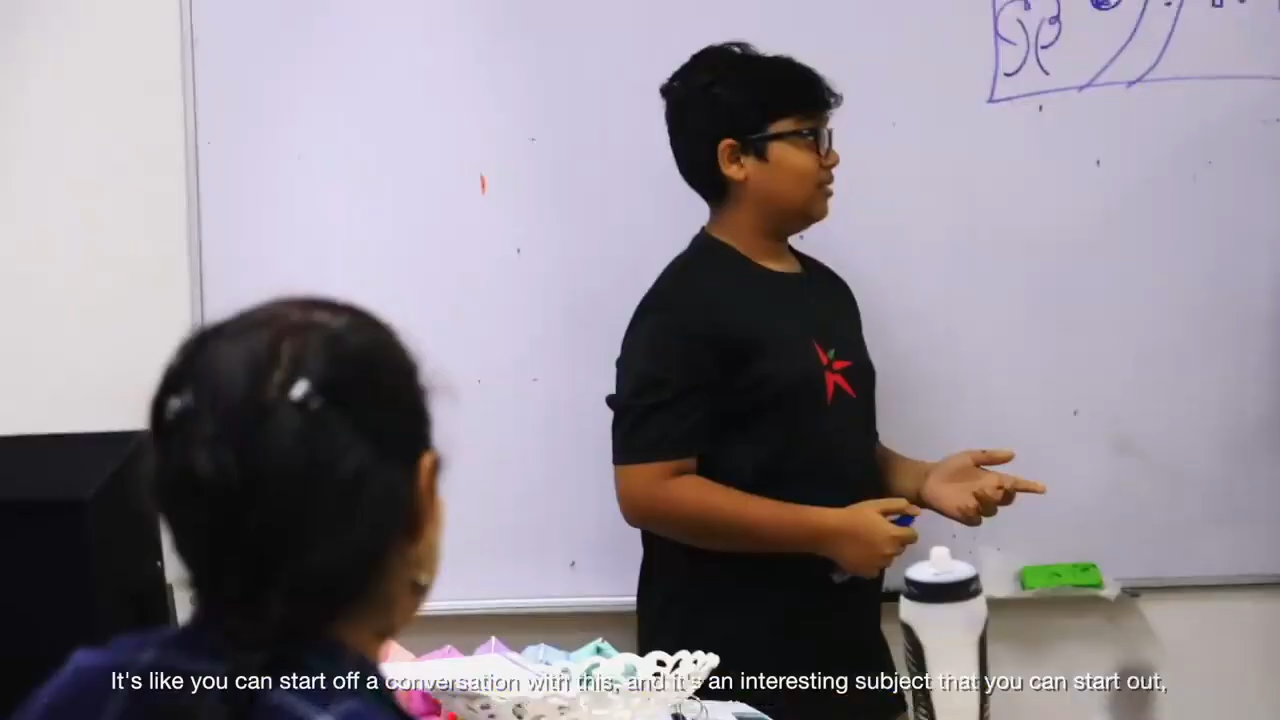 It's like you can start off a conversation with this, and it's an interesting subject that you can start out,